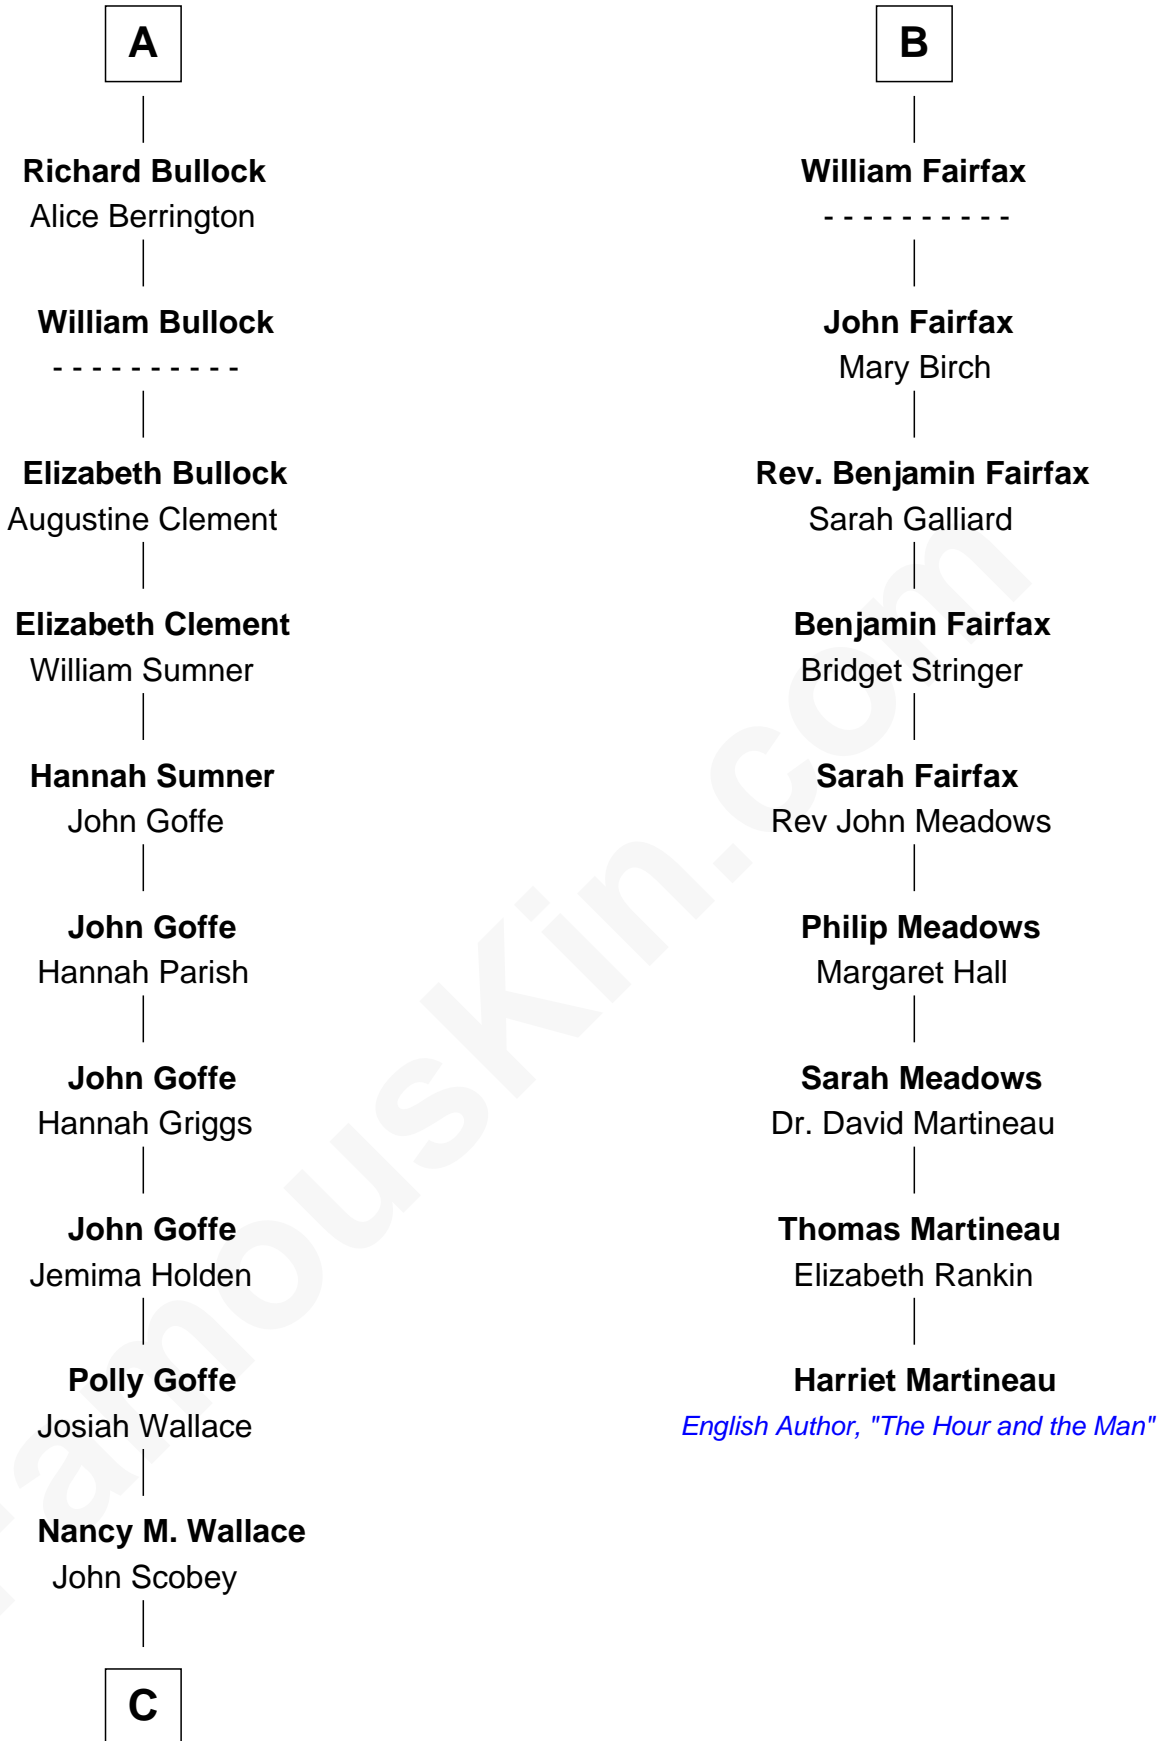 A
Richard Bullock
Alice Berrington
William Bullock
- - - - - - - - - -
Elizabeth Bullock
Augustine Clement
Elizabeth Clement
William Sumner
Hannah Sumner
John Goffe
John Goffe
Hannah Parish
John Goffe
Hannah Griggs
John Goffe
Jemima Holden
Polly Goffe
Josiah Wallace
Nancy M. Wallace
John Scobey
C
B
William Fairfax
- - - - - - - - - -
John Fairfax
Mary Birch
Rev. Benjamin Fairfax
Sarah Galliard
Benjamin Fairfax
Bridget Stringer
Sarah Fairfax
Rev John Meadows
Philip Meadows
Margaret Hall
Sarah Meadows
Dr. David Martineau
Thomas Martineau
Elizabeth Rankin
Harriet Martineau
English Author, "The Hour and the Man"
FamousKin.com